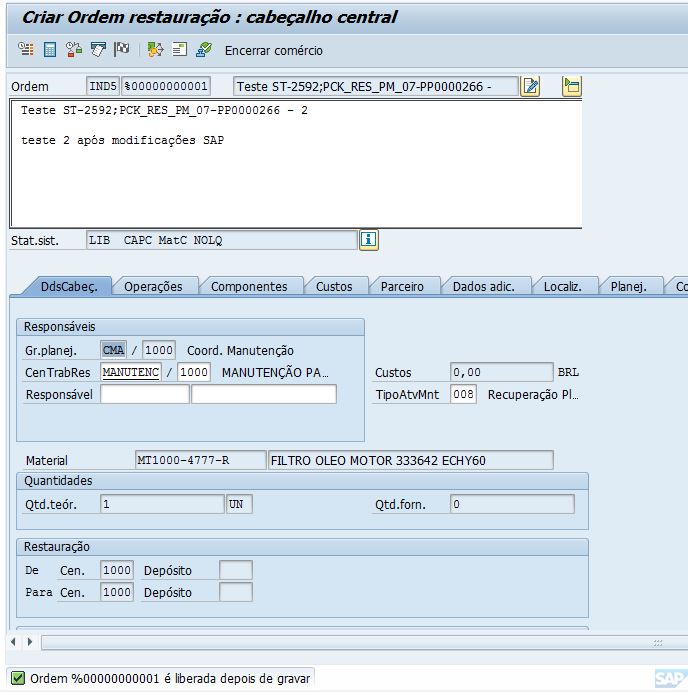 Criar Ordem restauração : cabeçalho central
Encerrar comércio
Ordem IND5 %00000000001 Teste ST-2592;PCK_RES_PM_07-PP0000266 -
Teste ST-2592;PCK_RES_PM_07-PP0000266 - 2
teste 2 após modificações SAP
Stat.sist. LIB CAPC MatC NOLQ
DdsCabeç. Operações Componentes Custos Parceiro Dados adic. Localiz. Planej. Co
Responsáveis
Gr.planej. CMA / 1000 Coord. Manutenção
CenTrabRes MANUTENC / 1000 MANUTENÇÃO PA... Custos 0,00 BRL
Responsável TipoAtvMnt 008 Recuperação Pl...
Material MT1000-4777-R FILTRO OLEO MOTOR 333642 ECHY60
Quantidades
Qtd.teór. 1 UN Qtd.forn. 0
Restauração
De Cen. 1000 Depósito
Para Cen. 1000 Depósito
Ordem %00000000001 é liberada depois de gravar
SAP